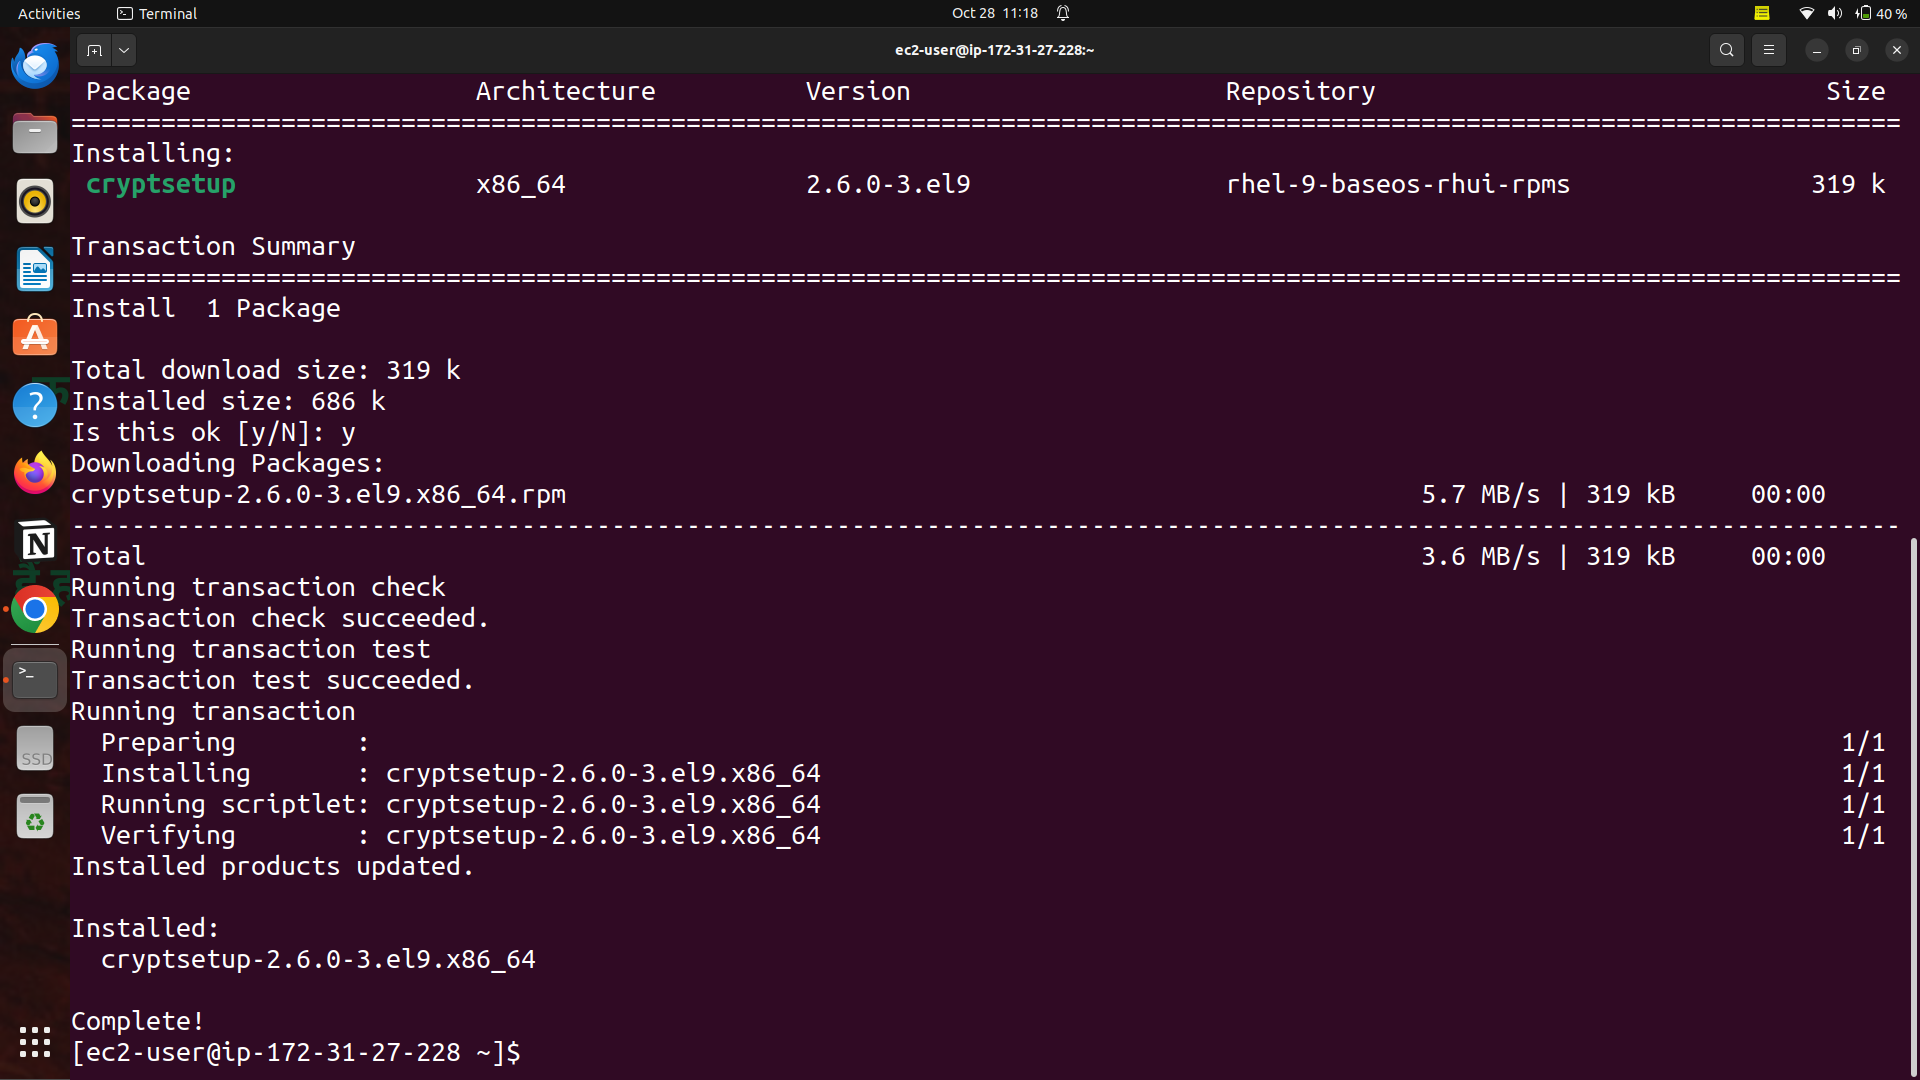 Activities Terminal Oct 28 11:18 40 %
ec2-user@ip-172-31-27-228:~
Package Architecture Version Repository Size
================================================================================
Installing:
cryptsetup x86_64 2.6.0-3.el9 rhel-9-baseos-rhui-rpms 319 k
Transaction Summary
================================================================================
Install 1 Package
Total download size: 319 k
Installed size: 686 k
Is this ok [y/N]: y
Downloading Packages:
cryptsetup-2.6.0-3.el9.x86_64.rpm 5.7 MB/s | 319 kB 00:00
--------------------------------------------------------------------------------
Total 3.6 MB/s | 319 kB 00:00
Running transaction check
Transaction check succeeded.
Running transaction test
Transaction test succeeded.
Running transaction
Preparing : 1/1
Installing : cryptsetup-2.6.0-3.el9.x86_64 1/1
Running scriptlet: cryptsetup-2.6.0-3.el9.x86_64 1/1
Verifying : cryptsetup-2.6.0-3.el9.x86_64 1/1
Installed products updated.
Installed:
cryptsetup-2.6.0-3.el9.x86_64
Complete!
[ec2-user@ip-172-31-27-228 ~]$
SSD